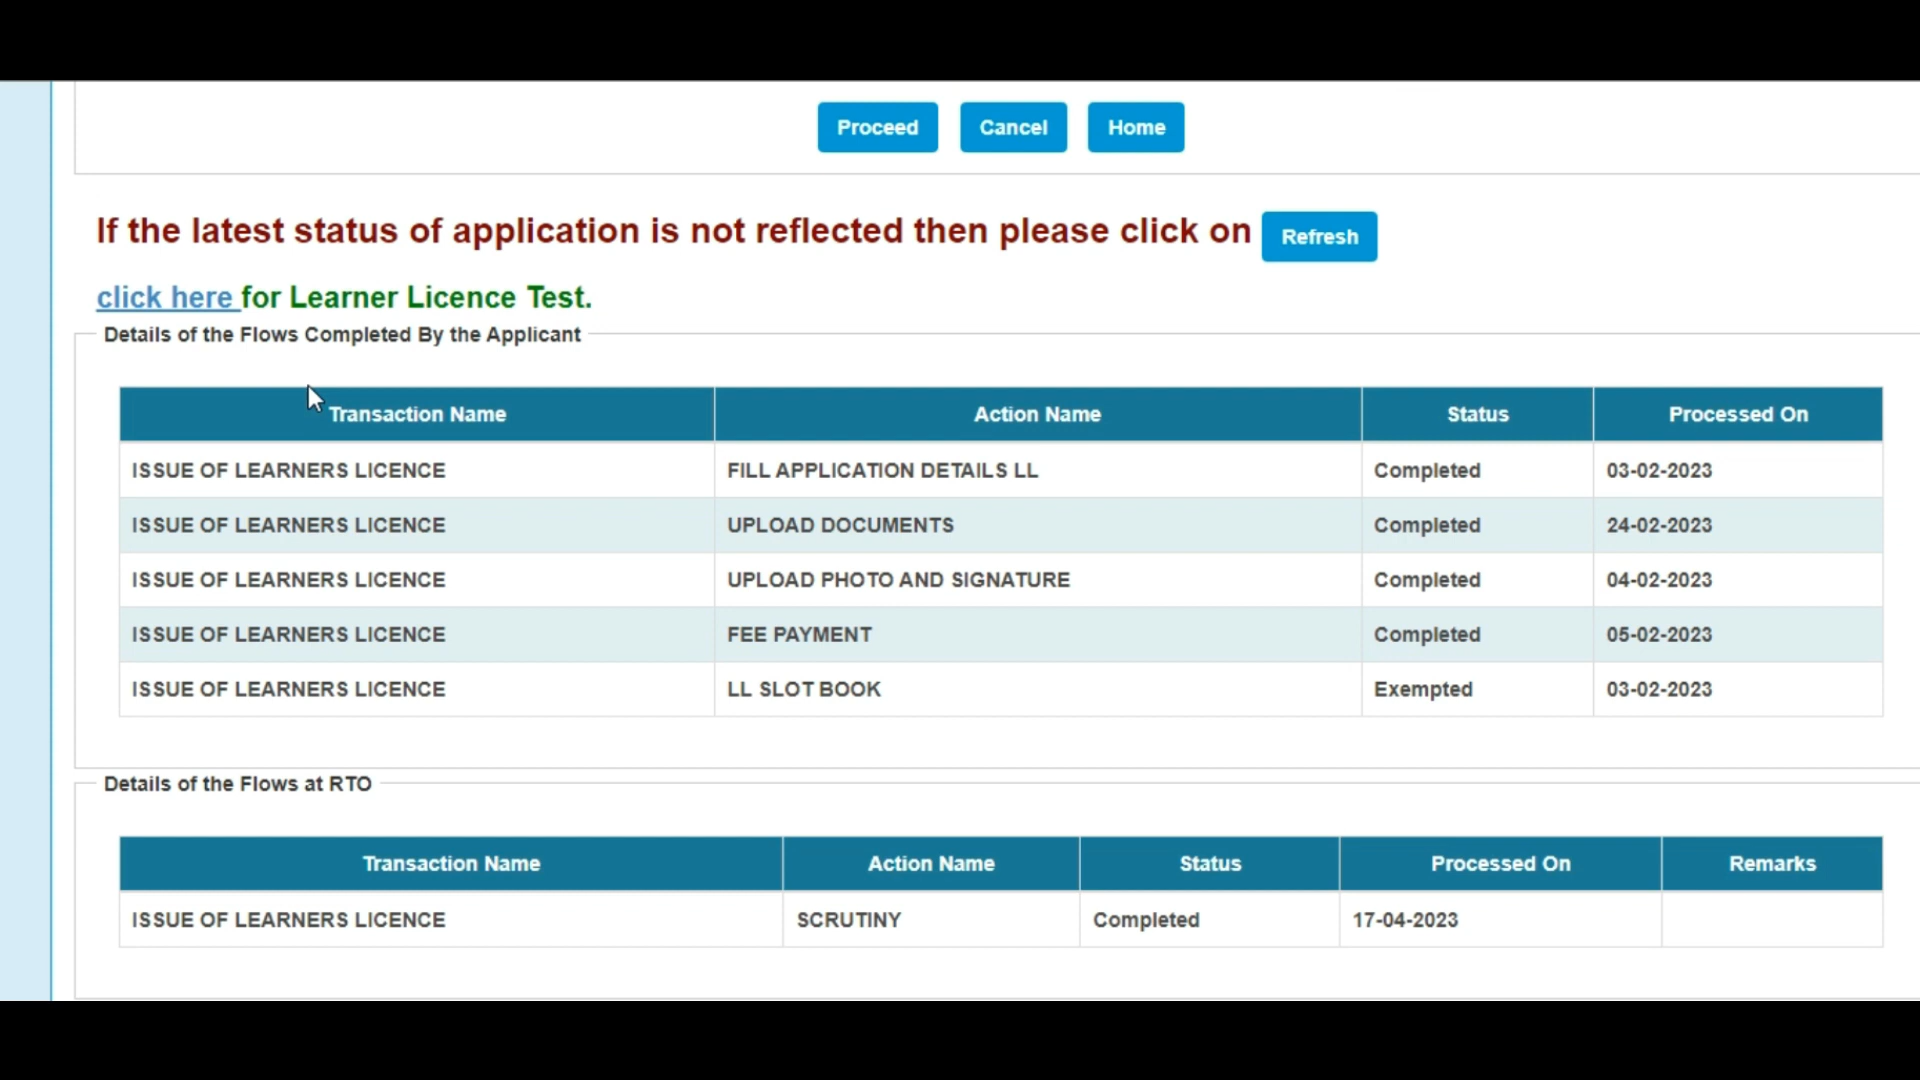 Proceed Cancel Home
If the latest status of application is not reflected then please click on Refresh
click here for Learner Licence Test.
Details of the Flows Completed By the Applicant
Transaction Name Action Name Status Processed On
ISSUE OF LEARNERS LICENCE FILL APPLICATION DETAILS LL Completed 03-02-2023
ISSUE OF LEARNERS LICENCE UPLOAD DOCUMENTS Completed 24-02-2023
ISSUE OF LEARNERS LICENCE UPLOAD PHOTO AND SIGNATURE Completed 04-02-2023
ISSUE OF LEARNERS LICENCE FEE PAYMENT Completed 05-02-2023
ISSUE OF LEARNERS LICENCE LL SLOT BOOK Exempted 03-02-2023
Details of the Flows at RTO
Transaction Name Action Name Status Processed On Remarks
ISSUE OF LEARNERS LICENCE SCRUTINY Completed 17-04-2023